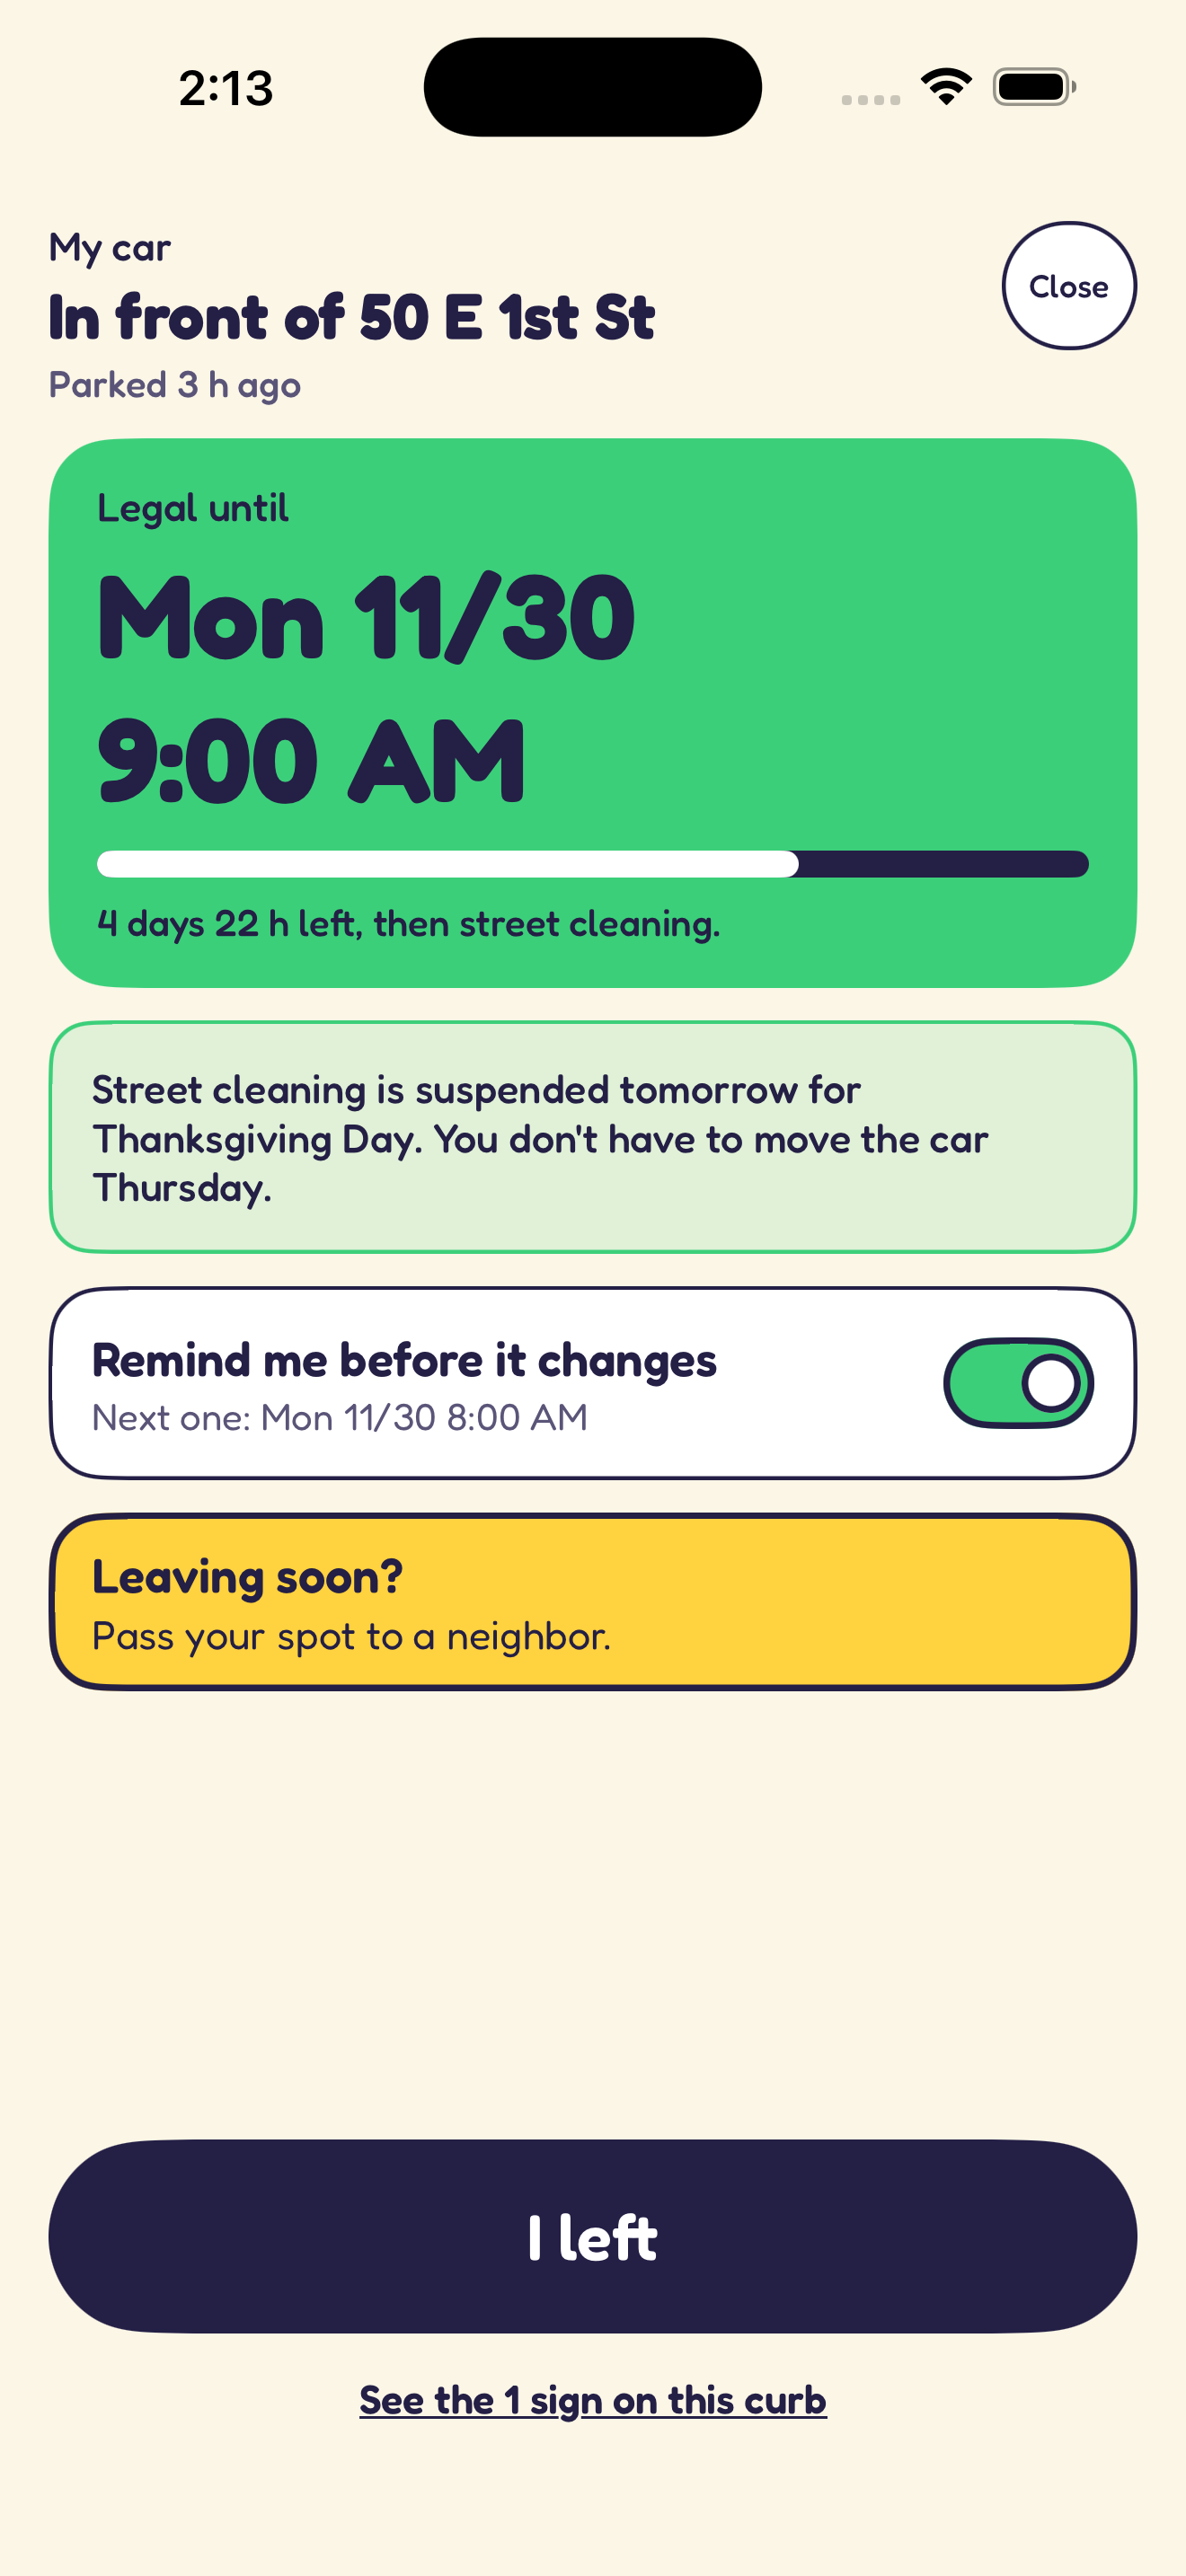 2:13
My car
In front of 50 E 1st St
Parked 3 h ago
Close
Legal until
Mon 11/30
9:00 AM
4 days 22 h left, then street cleaning.
Street cleaning is suspended tomorrow for
Thanksgiving Day. You don't have to move the car
Thursday.
Remind me before it changes
Next one: Mon 11/30 8:00 AM
Leaving soon?
Pass your spot to a neighbor.
I left
See the 1 sign on this curb